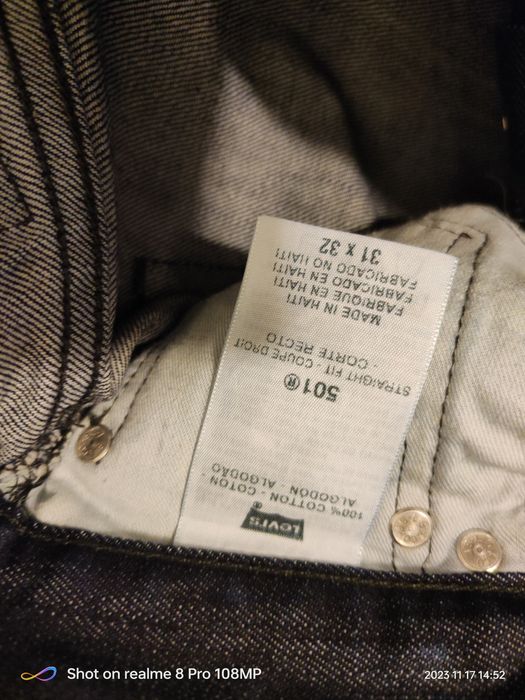 Levi's
®
100% COTTON - COTON -
ALGODÓN - ALGODÃO
501®
STRAIGHT FIT - COUPE DROIT
- CORTE RECTO
MADE IN HAITI
FABRIQUE EN HAITI
FABRICADO EN HAITI
FABRICADO NO HAITI
31 X 32
Shot on realme 8 Pro 108MP
2023 11 17 14:52